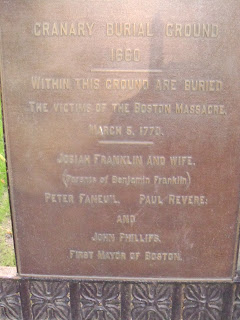 GRANARY BURIAL GROUND
1660
WITHIN THIS GROUND ARE BURIED
THE VICTIMS OF THE BOSTON MASSACRE,
MARCH 5, 1770.
JOSIAH FRANKLIN AND WIFE,
(Parents of Benjamin Franklin)
PETER FANEUIL, PAUL REVERE;
AND
JOHN PHILLIPS,
FIRST MAYOR OF BOSTON.